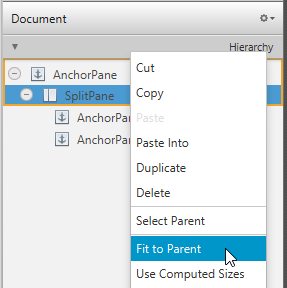 Document
Hierarchy
AnchorPane
SplitPane
AnchorPa
AnchorPa
Cut
Copy
Paste
Paste Into
Duplicate
Delete
Select Parent
Fit to Parent
Use Computed Sizes